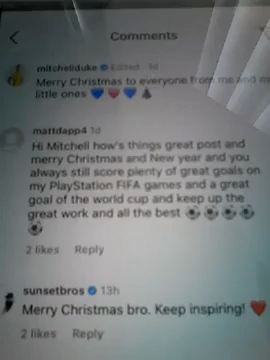 Comments
mitchellduke Edited · 1d
Merry Christmas to everyone from me and my
little ones 💙❤️💙🎄
mattdapp4 1d
Hi Mitchell how's things great post and
merry Christmas and New year and you
always still score plenty of great goals on
my PlayStation FIFA games and a great
goal of the world cup and keep up the
great work and all the best ⚽⚽⚽⚽
⚽
2 likes Reply
sunsetbros 13h
Merry Christmas bro. Keep inspiring! ❤️
2 likes Reply